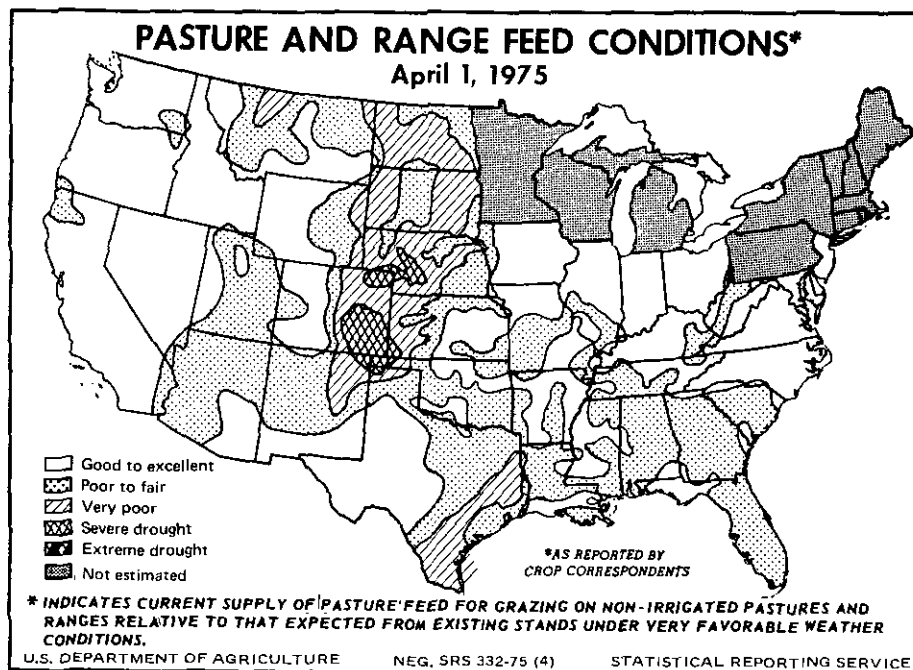 PASTURE AND RANGE FEED CONDITIONS*
April 1, 1975
Good to excellent
Poor to fair
Very poor
Severe drought
Extreme drought
Not estimated
*AS REPORTED BY
CROP CORRESPONDENTS
* INDICATES CURRENT SUPPLY OF PASTURE FEED FOR GRAZING ON NON-IRRIGATED PASTURES AND
RANGES RELATIVE TO THAT EXPECTED FROM EXISTING STANDS UNDER VERY FAVORABLE WEATHER
CONDITIONS.
U.S. DEPARTMENT OF AGRICULTURE NEG. SRS 332-75 (4) STATISTICAL REPORTING SERVICE